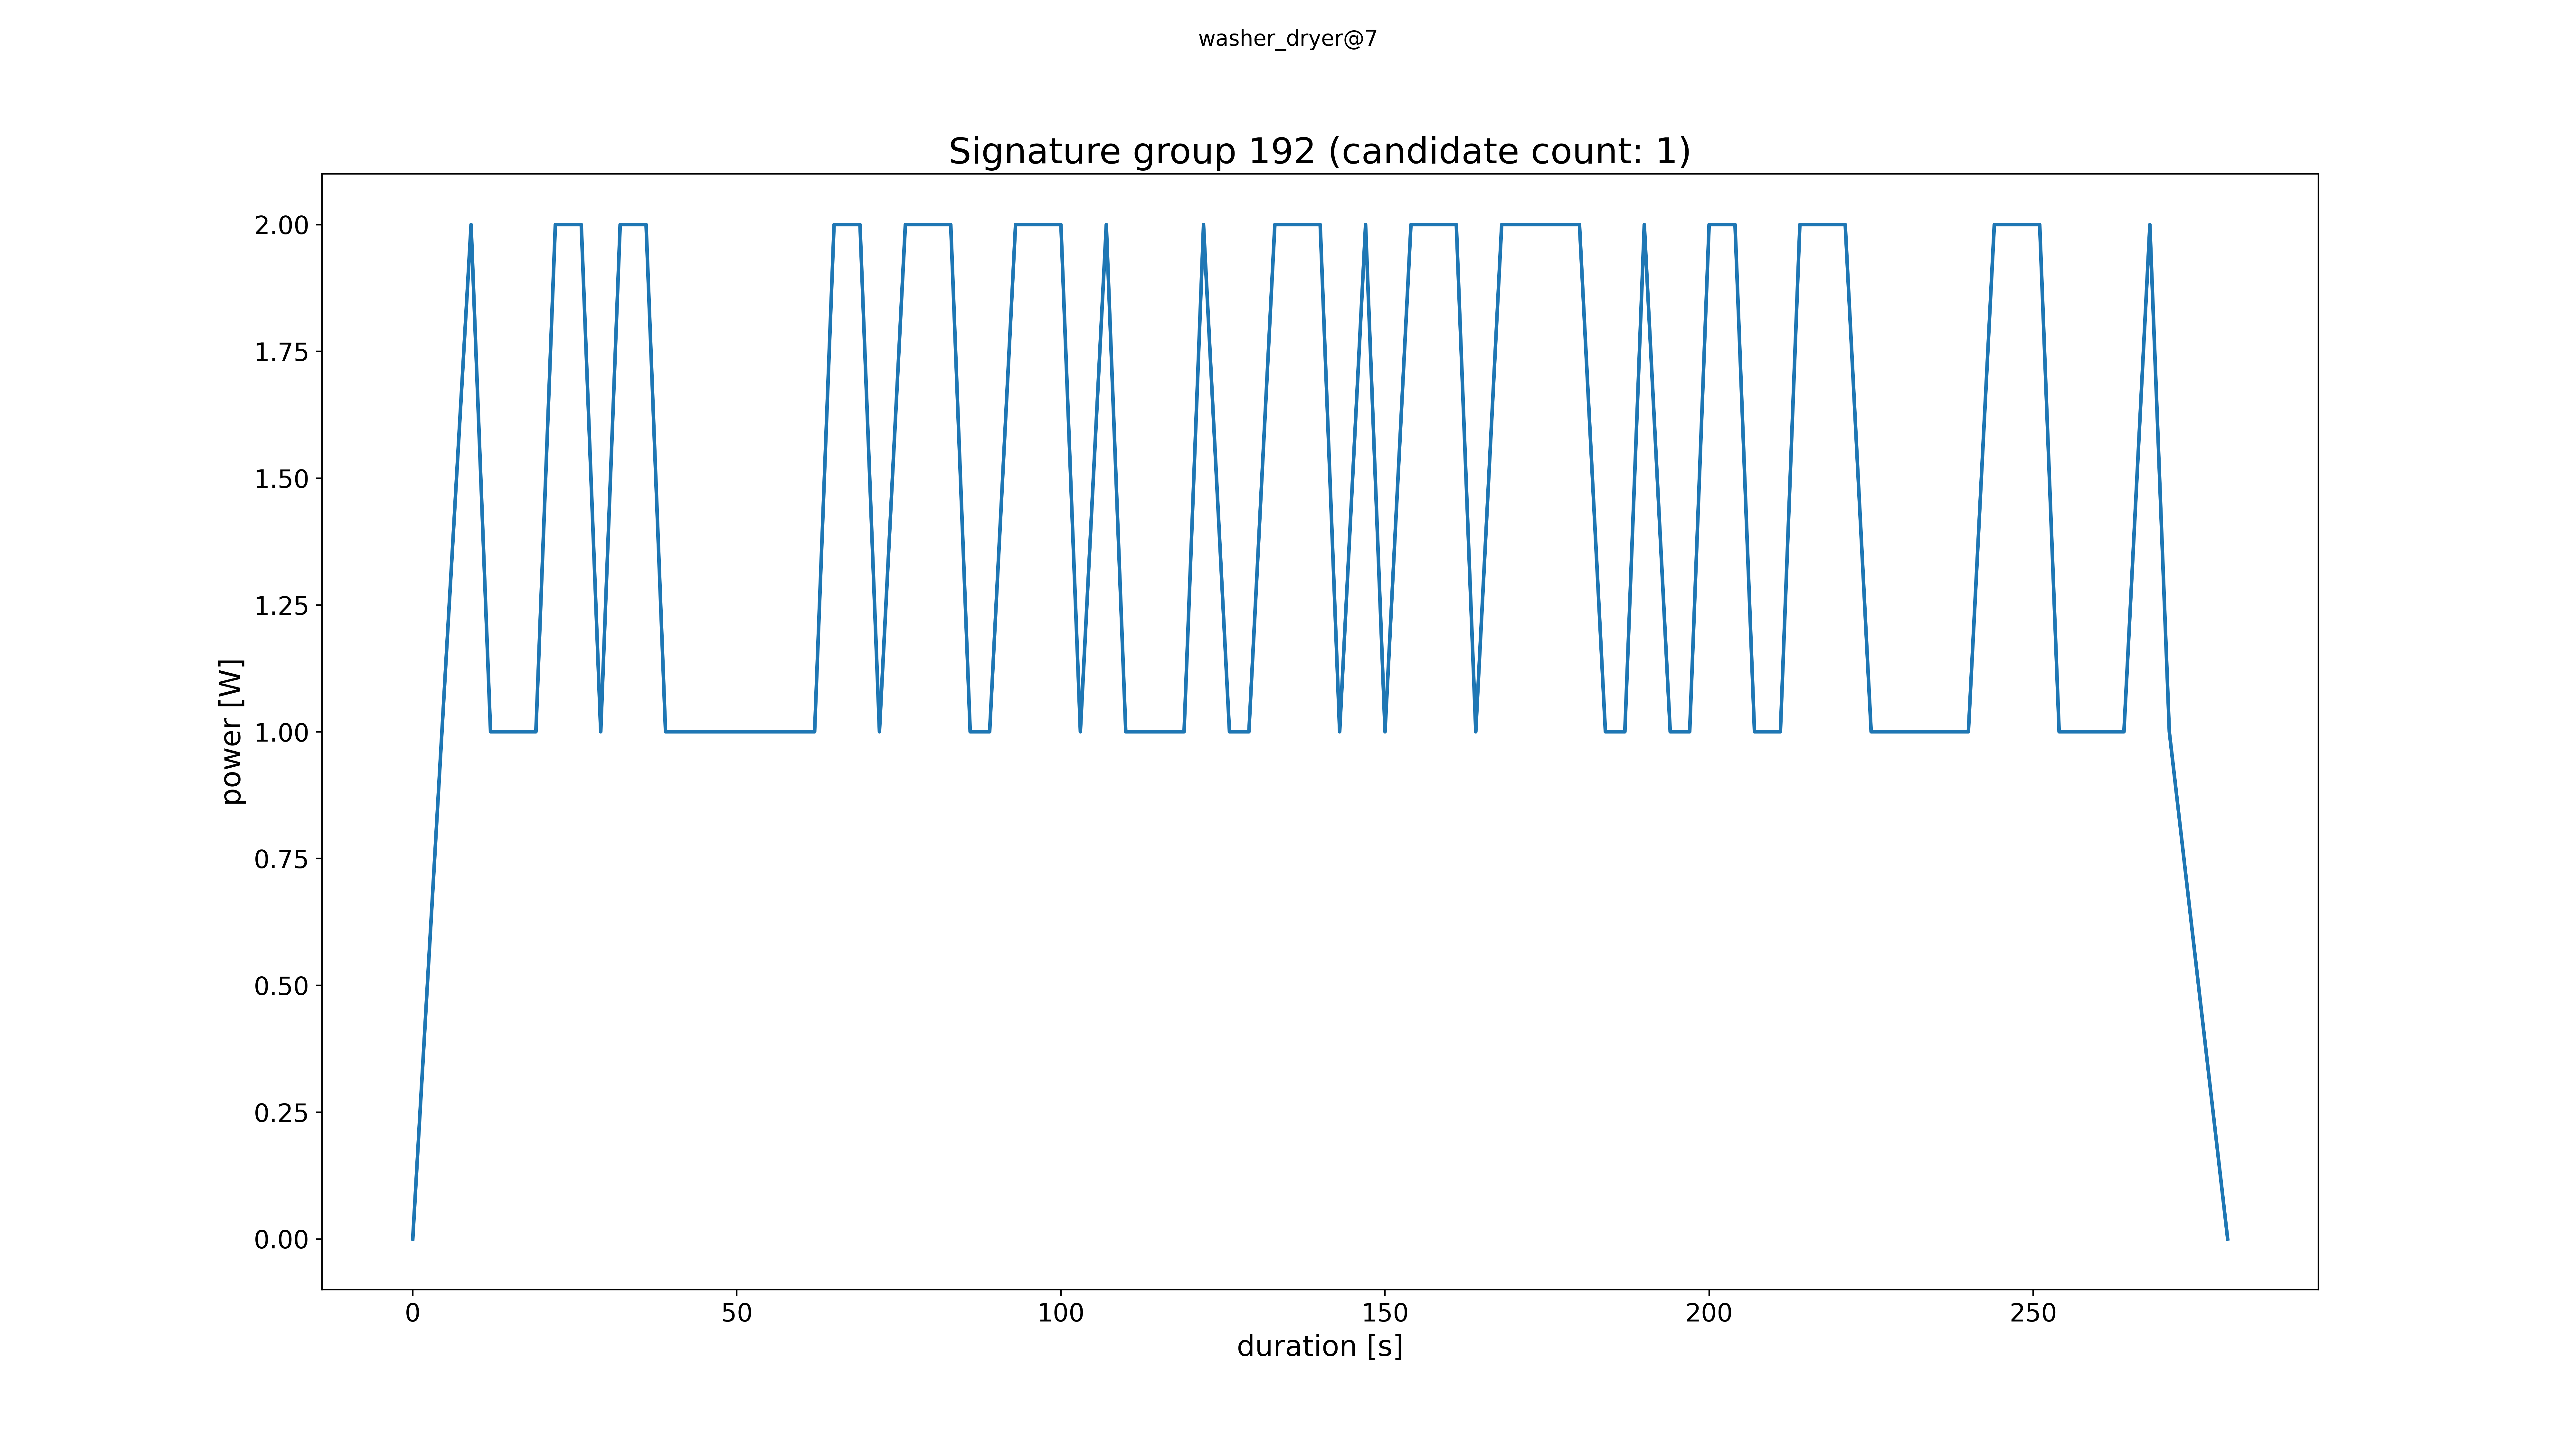 washer_dryer@7
Signature group 192 (candidate count: 1)
2.00
1.75
1.50
1.25
1.00
0.75
0.50
0.25
0.00
power [W]
0 50 100 150 200 250
duration [s]